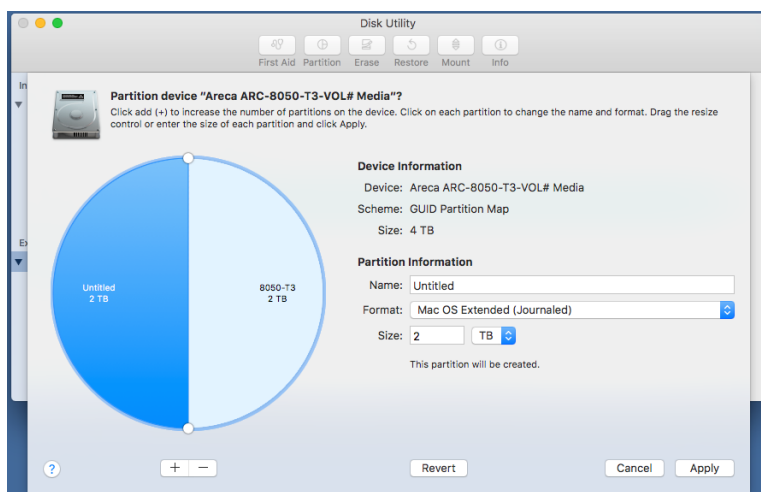 Disk Utility
First Aid Partition Erase Restore Mount Info
In
Partition device "Areca ARC-8050-T3-VOL# Media"?
Click add (+) to increase the number of partitions on the device. Click on each partition to change the name and format. Drag the resize
control or enter the size of each partition and click Apply.
Device Information
Device: Areca ARC-8050-T3-VOL# Media
Scheme: GUID Partition Map
Size: 4 TB
Ex
Partition Information
Untitled
2 TB
8050-T3
2 TB
Name: Untitled
Format: Mac OS Extended (Journaled)
Size: 2 TB
This partition will be created.
? + − Revert Cancel Apply